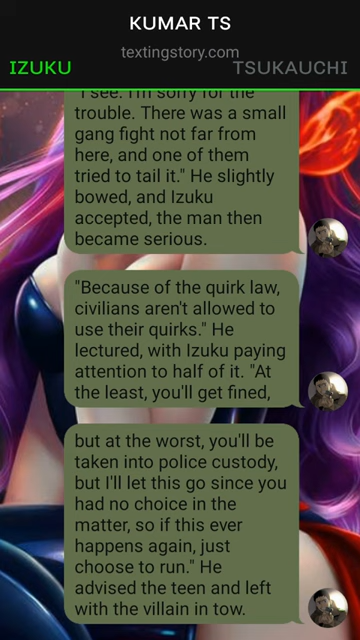 KUMAR TS
textingstory.com
IZUKU
TSUKAUCHI
"I see. I'm sorry for the
trouble. There was a small
gang fight not far from
here, and one of them
tried to tail it." He slightly
bowed, and Izuku
accepted, the man then
became serious.
"Because of the quirk law,
civilians aren't allowed to
use their quirks." He
lectured, with Izuku paying
attention to half of it. "At
the least, you'll get fined,
but at the worst, you'll be
taken into police custody,
but I'll let this go since you
had no choice in the
matter, so if this ever
happens again, just
choose to run." He
advised the teen and left
with the villain in tow.